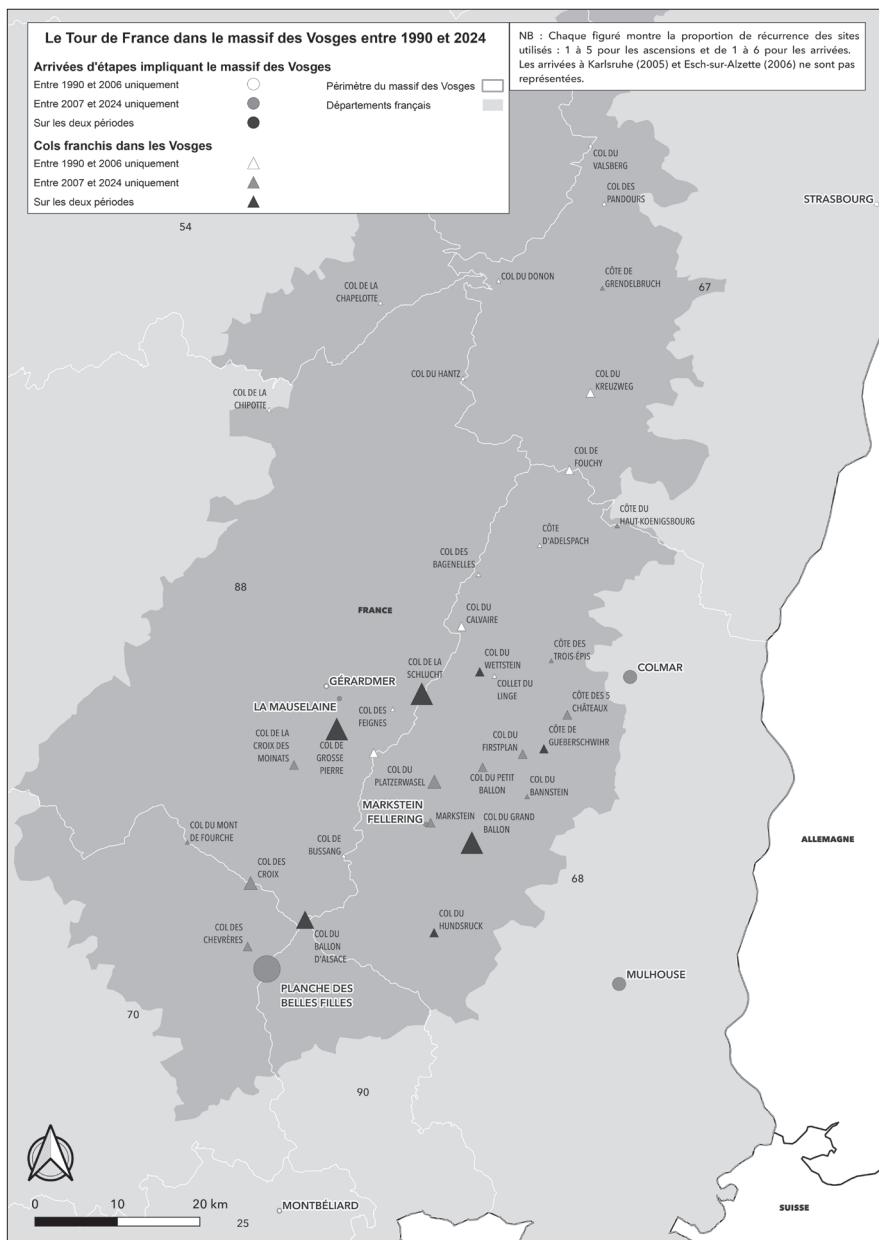 Le Tour de France dans le massif des Vosges entre 1990 et 2024
Arrivées d'étapes impliquant le massif des Vosges
Entre 1990 et 2006 uniquement
Entre 2007 et 2024 uniquement
Sur les deux périodes
Périmètre du massif des Vosges
Départements français
Cols franchis dans les Vosges
Entre 1990 et 2006 uniquement
Entre 2007 et 2024 uniquement
Sur les deux périodes
NB : Chaque figuré montre la proportion de récurrence des sites
utilisés : 1 à 5 pour les ascensions et de 1 à 6 pour les arrivées.
Les arrivées à Karlsruhe (2005) et Esch-sur-Alzette (2006) ne sont pas
représentées.
COL DU
VALSBERG
COL DES
PANDOURS
STRASBOURG
54
COL DU DONON
CÔTE DE
GRENDELBRUCH
67
COL DE LA
CHAPELOTTE
COL DU HANTZ
COL DU
KREUZWEG
COL DE LA
CHIPOTTE
COL DE
FOUCHY
CÔTE DU
HAUT-KOENIGSBOURG
CÔTE
D'ADELSPACH
COL DES
BAGENELLES
88
FRANCE
COL DU
CALVAIRE
COL DE LA
SCHLUCHT
COL DU
WETTSTEIN
CÔTE DES
TROIS-ÉPIS
COLMAR
GÉRARDMER
COLLET DU
LINGE
LA MAUSELAINE
COL DES
FEIGNES
CÔTE DES 5
CHÂTEAUX
COL DE LA
CROIX DES
MOINATS
COL DE
GROSSE
PIERRE
COL DU
FIRSTPLAN
CÔTE DE
GUEBERSCHWIHR
COL DU
PLATZERWASEL
COL DU PETIT
BALLON
COL DU
BANNSTEIN
MARKSTEIN
FELLERING
MARKSTEIN
COL DU GRAND
BALLON
COL DU MONT
DE FOURCHE
COL DE
BUSSANG
ALLEMAGNE
COL DES
CROIX
68
COL DES
CHEVRÈRES
COL DU
BALLON
D'ALSACE
COL DU
HUNDSRUCK
PLANCHE DES
BELLES FILLES
MULHOUSE
70
90
0 10 20 km
MONTBÉLIARD
25
SUISSE